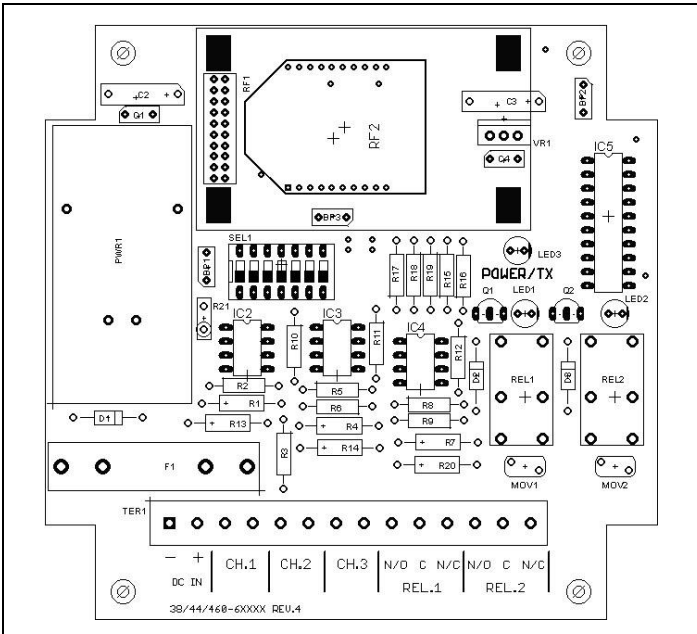 C2
Q1
RF1
RF2
C3
VR1
C4
BP2
IC5
PWR1
BP3
SEL1
BP1
R17
R18
R19
R15
R16
LED3
POWER/TX
R21
IC2
R10
IC3
R11
IC4
R12
Q1
LED1
Q2
LED2
D2
REL1
D3
REL2
R2
R1
R13
R5
R6
R4
R14
R8
R9
R7
R20
D1
R3
F1
MOV1
MOV2
TER1
- + CH.1 CH.2 CH.3 N/O C N/C N/O C N/C
DC IN REL.1 REL.2
38/44/460-6XXXX REV.4